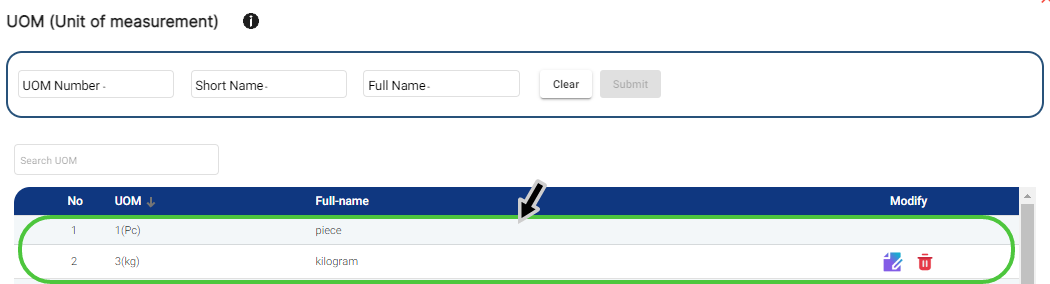 UOM (Unit of measurement) i
UOM Number - Short Name - Full Name - Clear Submit
Search UOM
No UOM Full-name Modify
1 1(Pc) piece
2 3(kg) kilogram